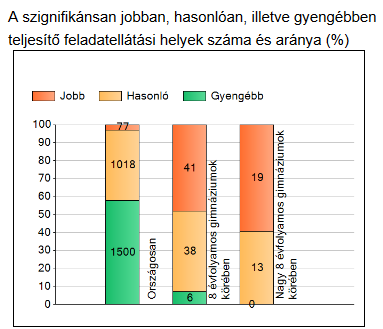 A szignifikánsan jobban, hasonlóan, illetve gyengébben
teljesítő feladatellátási helyek száma és aránya (%)
Jobb Hasonló Gyengébb
100
90
80
70
60
50
40
30
20
10
0
77
1018
1500
Országosan
41
38
6
8 évfolyamos gimnáziumok
körében
19
13
0
Nagy 8 évfolyamos gimnáziumok
körében